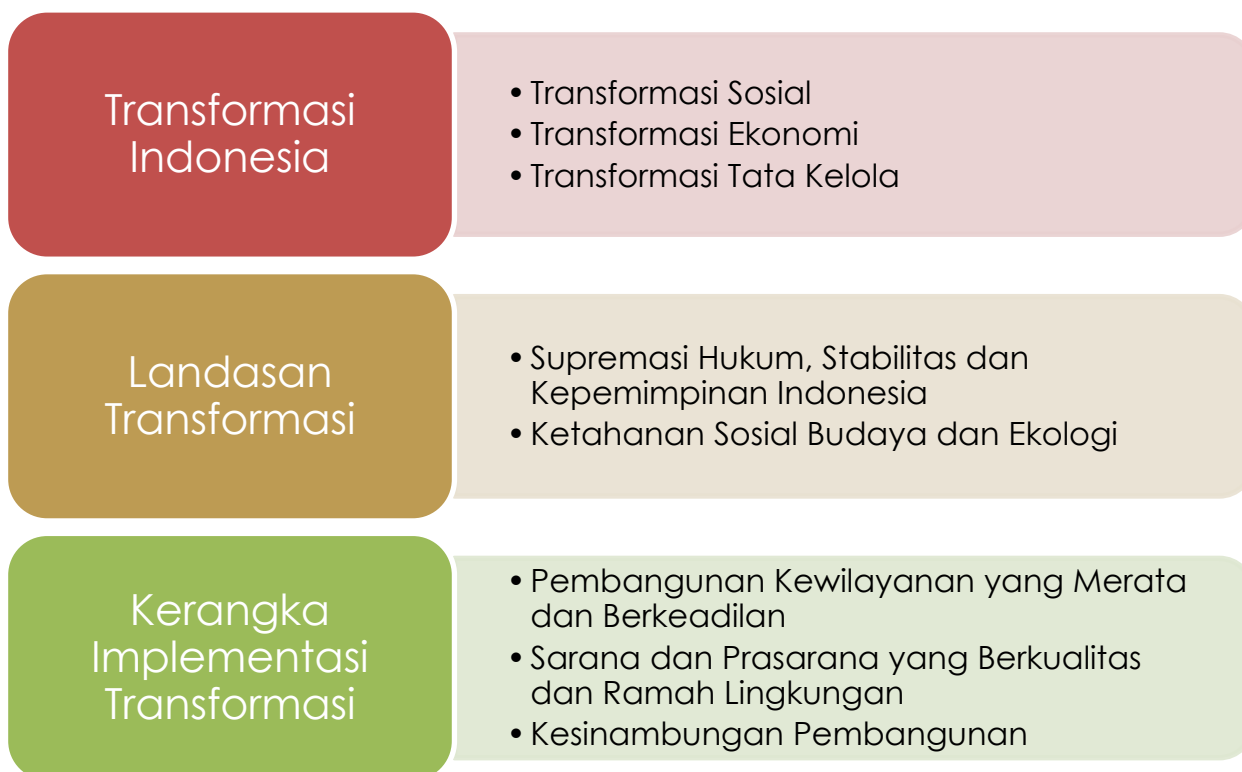 Transformasi
Indonesia
• Transformasi Sosial
• Transformasi Ekonomi
• Transformasi Tata Kelola
Landasan
Transformasi
• Supremasi Hukum, Stabilitas dan
Kepemimpinan Indonesia
• Ketahanan Sosial Budaya dan Ekologi
Kerangka
Implementasi
Transformasi
• Pembangunan Kewilayanan yang Merata
dan Berkeadilan
• Sarana dan Prasarana yang Berkualitas
dan Ramah Lingkungan
• Kesinambungan Pembangunan